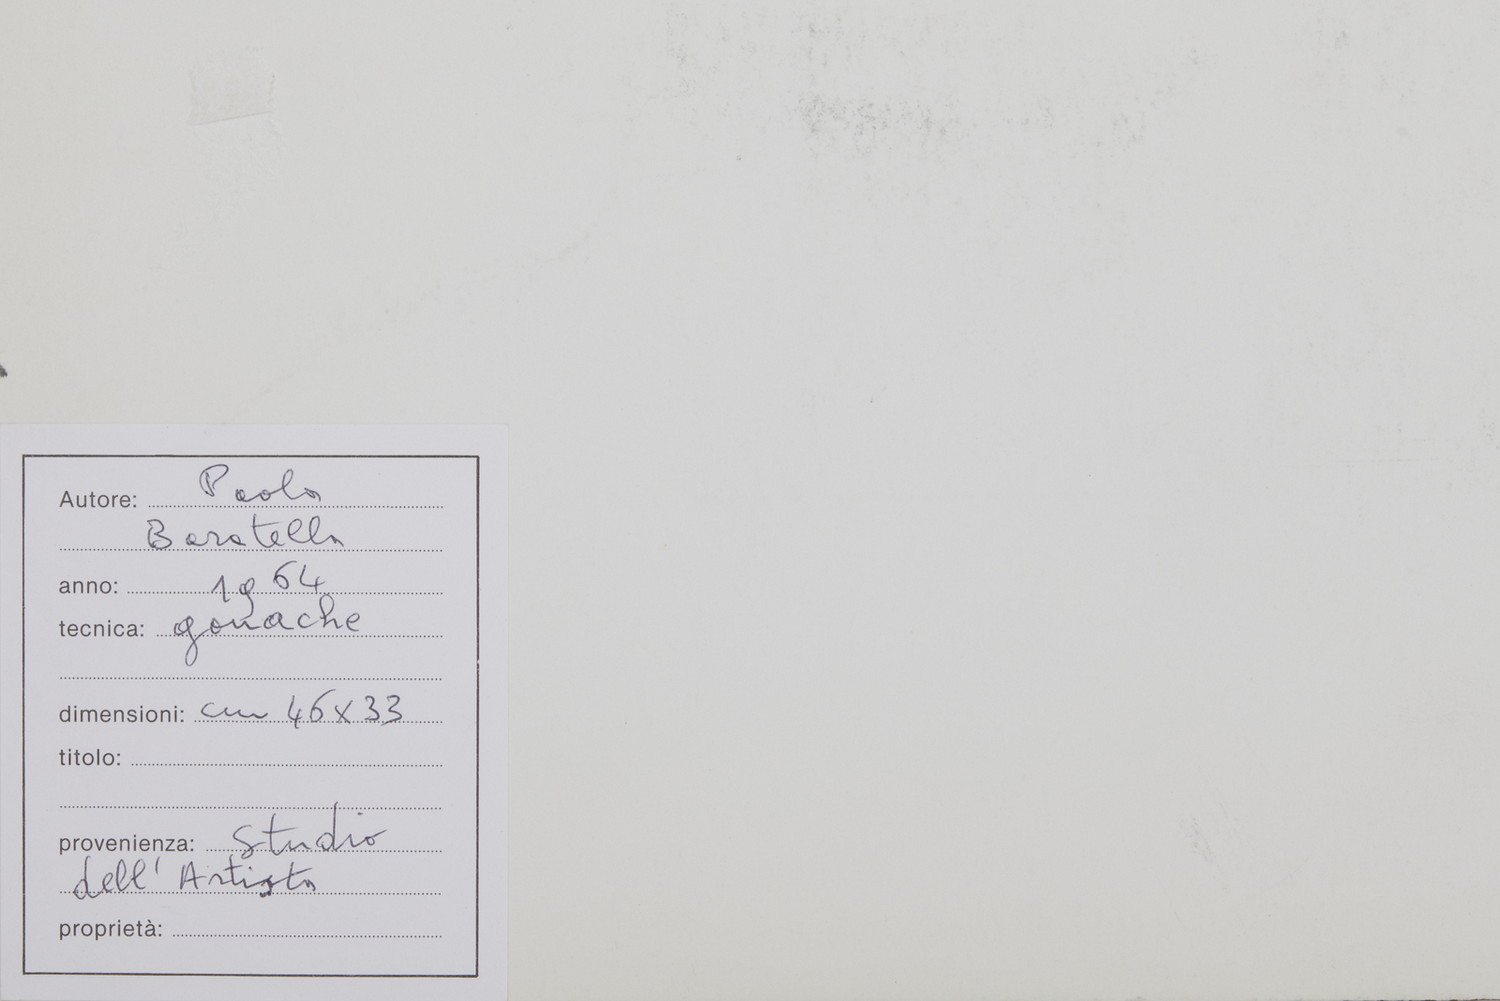 Autore: Paolo
Baratella
anno: 1964
tecnica: gouache
dimensioni: cm 46x33
titolo:
provenienza: Studio
dell' Artista
proprietà: